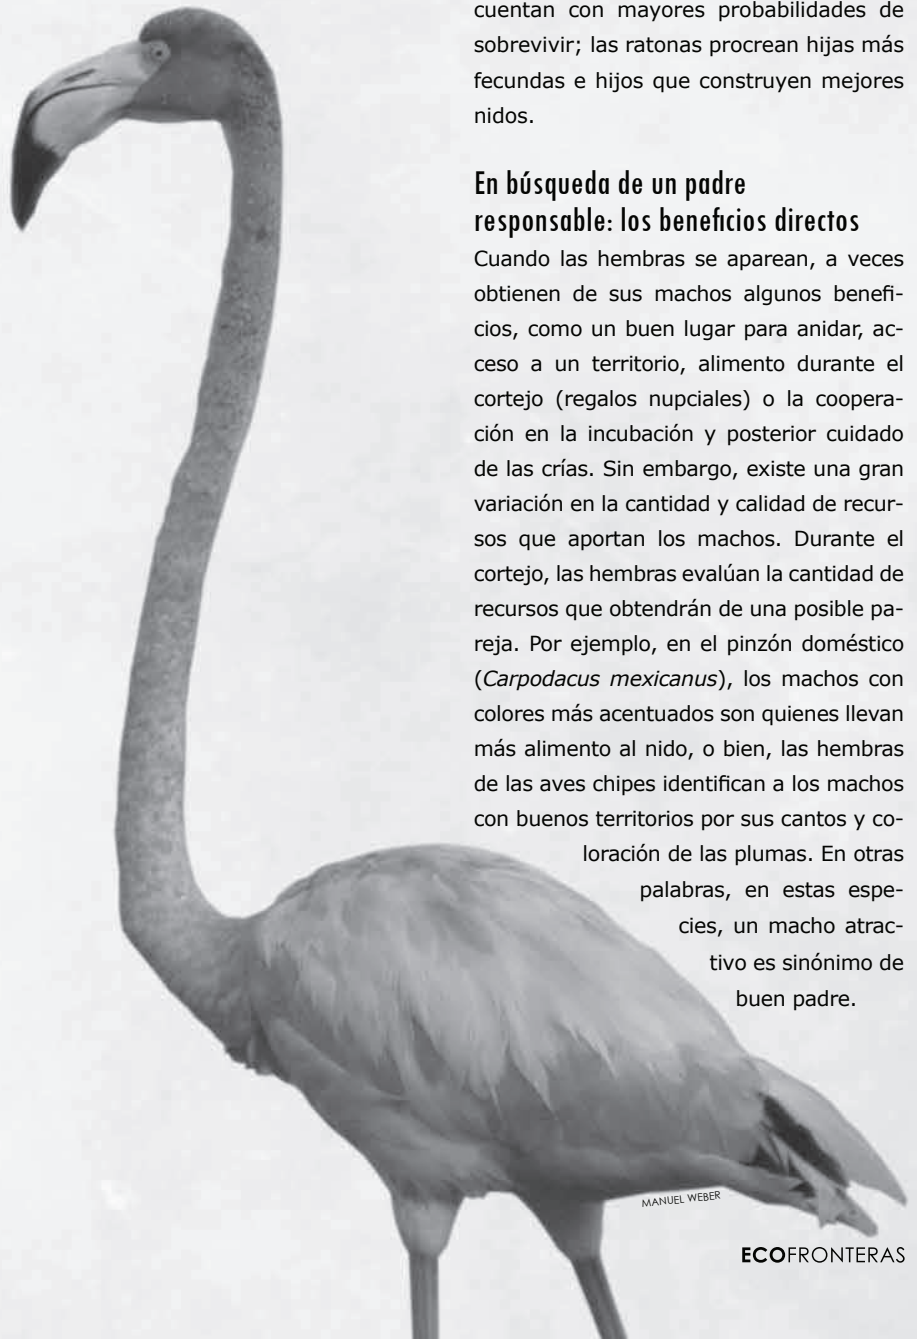 cuentan con mayores probabilidades de
sobrevivir; las ratonas procrean hijas más
fecundas e hijos que construyen mejores
nidos.
En búsqueda de un padre
responsable: los beneficios directos
Cuando las hembras se aparean, a veces
obtienen de sus machos algunos benefi-
cios, como un buen lugar para anidar, ac-
ceso a un territorio, alimento durante el
cortejo (regalos nupciales) o la coopera-
ción en la incubación y posterior cuidado
de las crías. Sin embargo, existe una gran
variación en la cantidad y calidad de recur-
sos que aportan los machos. Durante el
cortejo, las hembras evalúan la cantidad de
recursos que obtendrán de una posible pa-
reja. Por ejemplo, en el pinzón doméstico
(Carpodacus mexicanus), los machos con
colores más acentuados son quienes llevan
más alimento al nido, o bien, las hembras
de las aves chipes identifican a los machos
con buenos territorios por sus cantos y co-
loración de las plumas. En otras
palabras, en estas espe-
cies, un macho atrac-
tivo es sinónimo de
buen padre.
MANUEL WEBER
ECOFRONTERAS